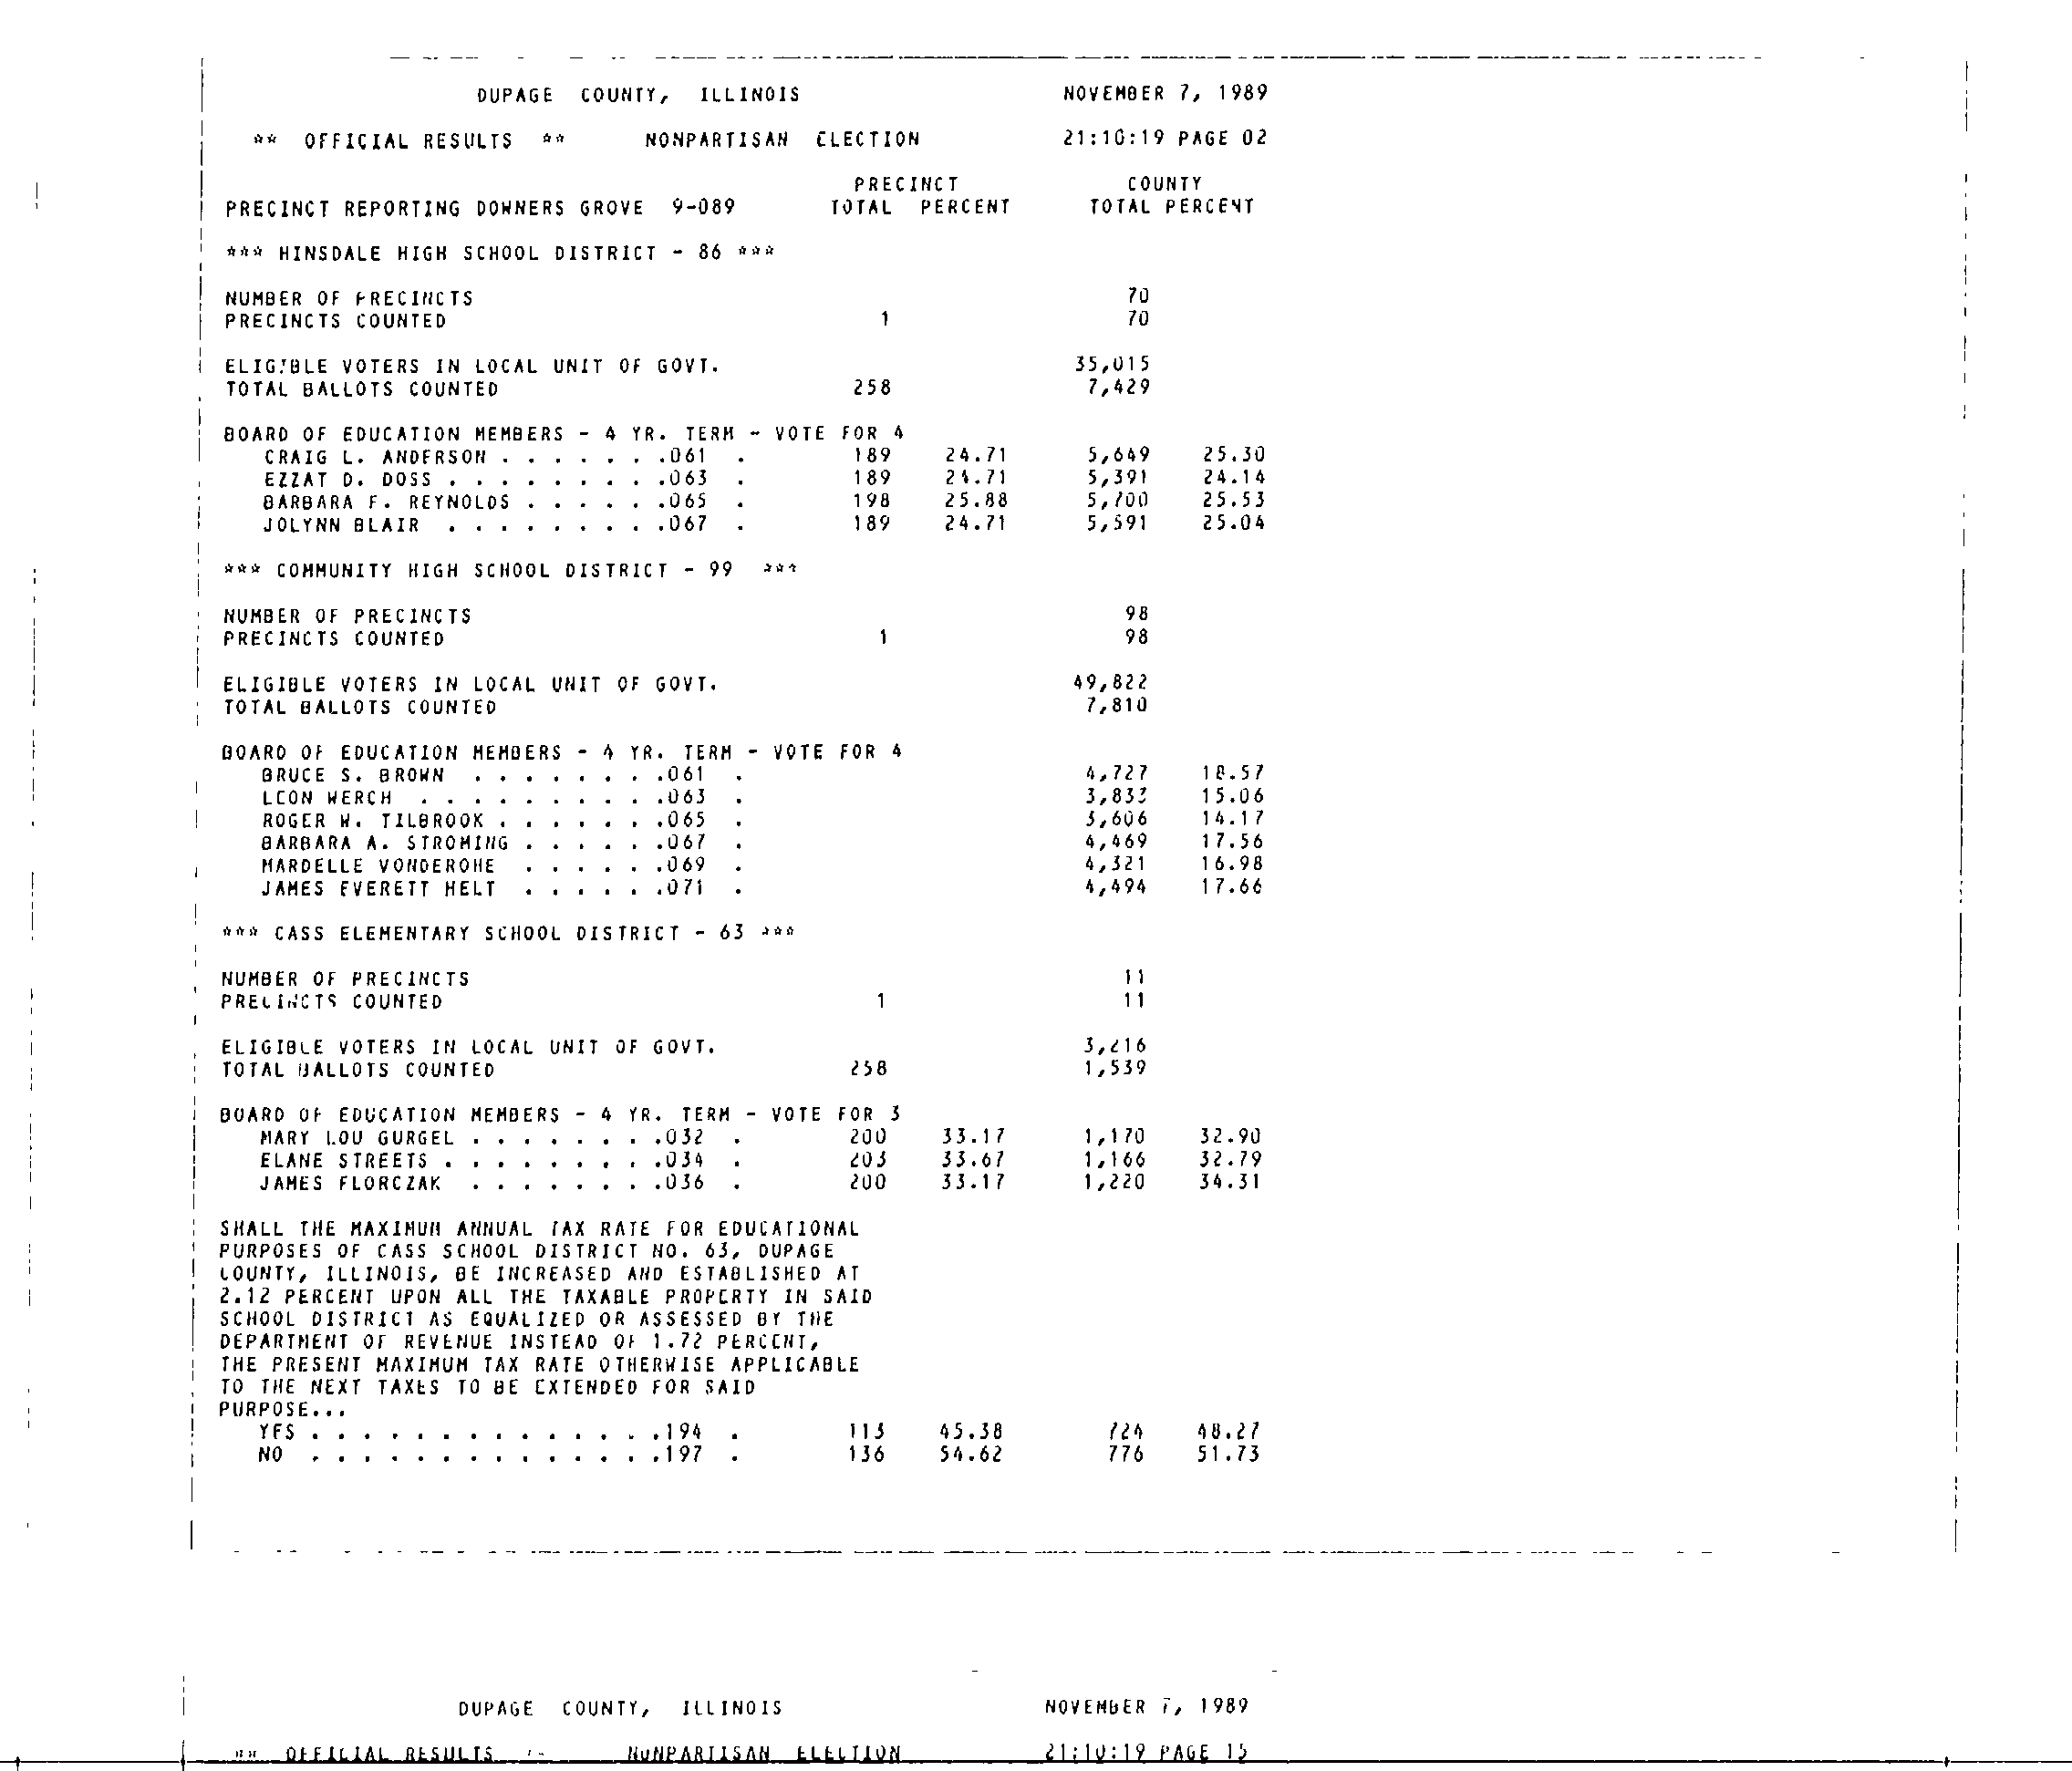 DUPAGE COUNTY, ILLINOIS NOVEMBER 7, 1989
** OFFICIAL RESULTS ** NONPARTISAN ELECTION 21:10:19 PAGE 02
PRECINCT COUNTY
PRECINCT REPORTING DOWNERS GROVE 9-089 TOTAL PERCENT TOTAL PERCENT
*** HINSDALE HIGH SCHOOL DISTRICT - 86 ***
NUMBER OF PRECINCTS 70
PRECINCTS COUNTED 1 70
ELIGIBLE VOTERS IN LOCAL UNIT OF GOVT. 35,015
TOTAL BALLOTS COUNTED 258 7,429
BOARD OF EDUCATION MEMBERS - 4 YR. TERM - VOTE FOR 4
CRAIG L. ANDERSON . . . . . . .061 . 189 24.71 5,649 25.30
EZZAT D. DOSS . . . . . . . . .063 . 189 24.71 5,391 24.14
BARBARA F. REYNOLDS . . . . . .065 . 198 25.88 5,700 25.53
JOLYNN BLAIR . . . . . . . . .067 . 189 24.71 5,591 25.04
*** COMMUNITY HIGH SCHOOL DISTRICT - 99 ***
NUMBER OF PRECINCTS 98
PRECINCTS COUNTED 1 98
ELIGIBLE VOTERS IN LOCAL UNIT OF GOVT. 49,822
TOTAL BALLOTS COUNTED 7,810
BOARD OF EDUCATION MEMBERS - 4 YR. TERM - VOTE FOR 4
BRUCE S. BROWN . . . . . . . .061 . 4,727 18.57
LEON WERCH . . . . . . . . . .063 . 3,833 15.06
ROGER W. TILBROOK . . . . . . .065 . 3,606 14.17
BARBARA A. STROMING . . . . . .067 . 4,469 17.56
MARDELLE VONDEROHE . . . . . .069 . 4,321 16.98
JAMES EVERETT HELT . . . . . .071 . 4,494 17.66
*** CASS ELEMENTARY SCHOOL DISTRICT - 63 ***
NUMBER OF PRECINCTS 11
PRECINCTS COUNTED 1 11
ELIGIBLE VOTERS IN LOCAL UNIT OF GOVT. 3,216
TOTAL BALLOTS COUNTED 258 1,539
BOARD OF EDUCATION MEMBERS - 4 YR. TERM - VOTE FOR 3
MARY LOU GURGEL . . . . . . . .032 . 200 33.17 1,170 32.90
ELANE STREETS . . . . . . . . .034 . 203 33.67 1,166 32.79
JAMES FLORCZAK . . . . . . . .036 . 200 33.17 1,220 34.31
SHALL THE MAXIMUM ANNUAL TAX RATE FOR EDUCATIONAL
PURPOSES OF CASS SCHOOL DISTRICT NO. 63, DUPAGE
COUNTY, ILLINOIS, BE INCREASED AND ESTABLISHED AT
2.12 PERCENT UPON ALL THE TAXABLE PROPERTY IN SAID
SCHOOL DISTRICT AS EQUALIZED OR ASSESSED BY THE
DEPARTMENT OF REVENUE INSTEAD OF 1.72 PERCENT,
THE PRESENT MAXIMUM TAX RATE OTHERWISE APPLICABLE
TO THE NEXT TAXES TO BE EXTENDED FOR SAID
PURPOSE...
YES . . . . . . . . . . . . . .194 . 113 45.38 724 48.27
NO . . . . . . . . . . . . . .197 . 136 54.62 776 51.73
DUPAGE COUNTY, ILLINOIS NOVEMBER 7, 1989
** OFFICIAL RESULTS NONPARTISAN ELECTION 21:10:19 PAGE 15